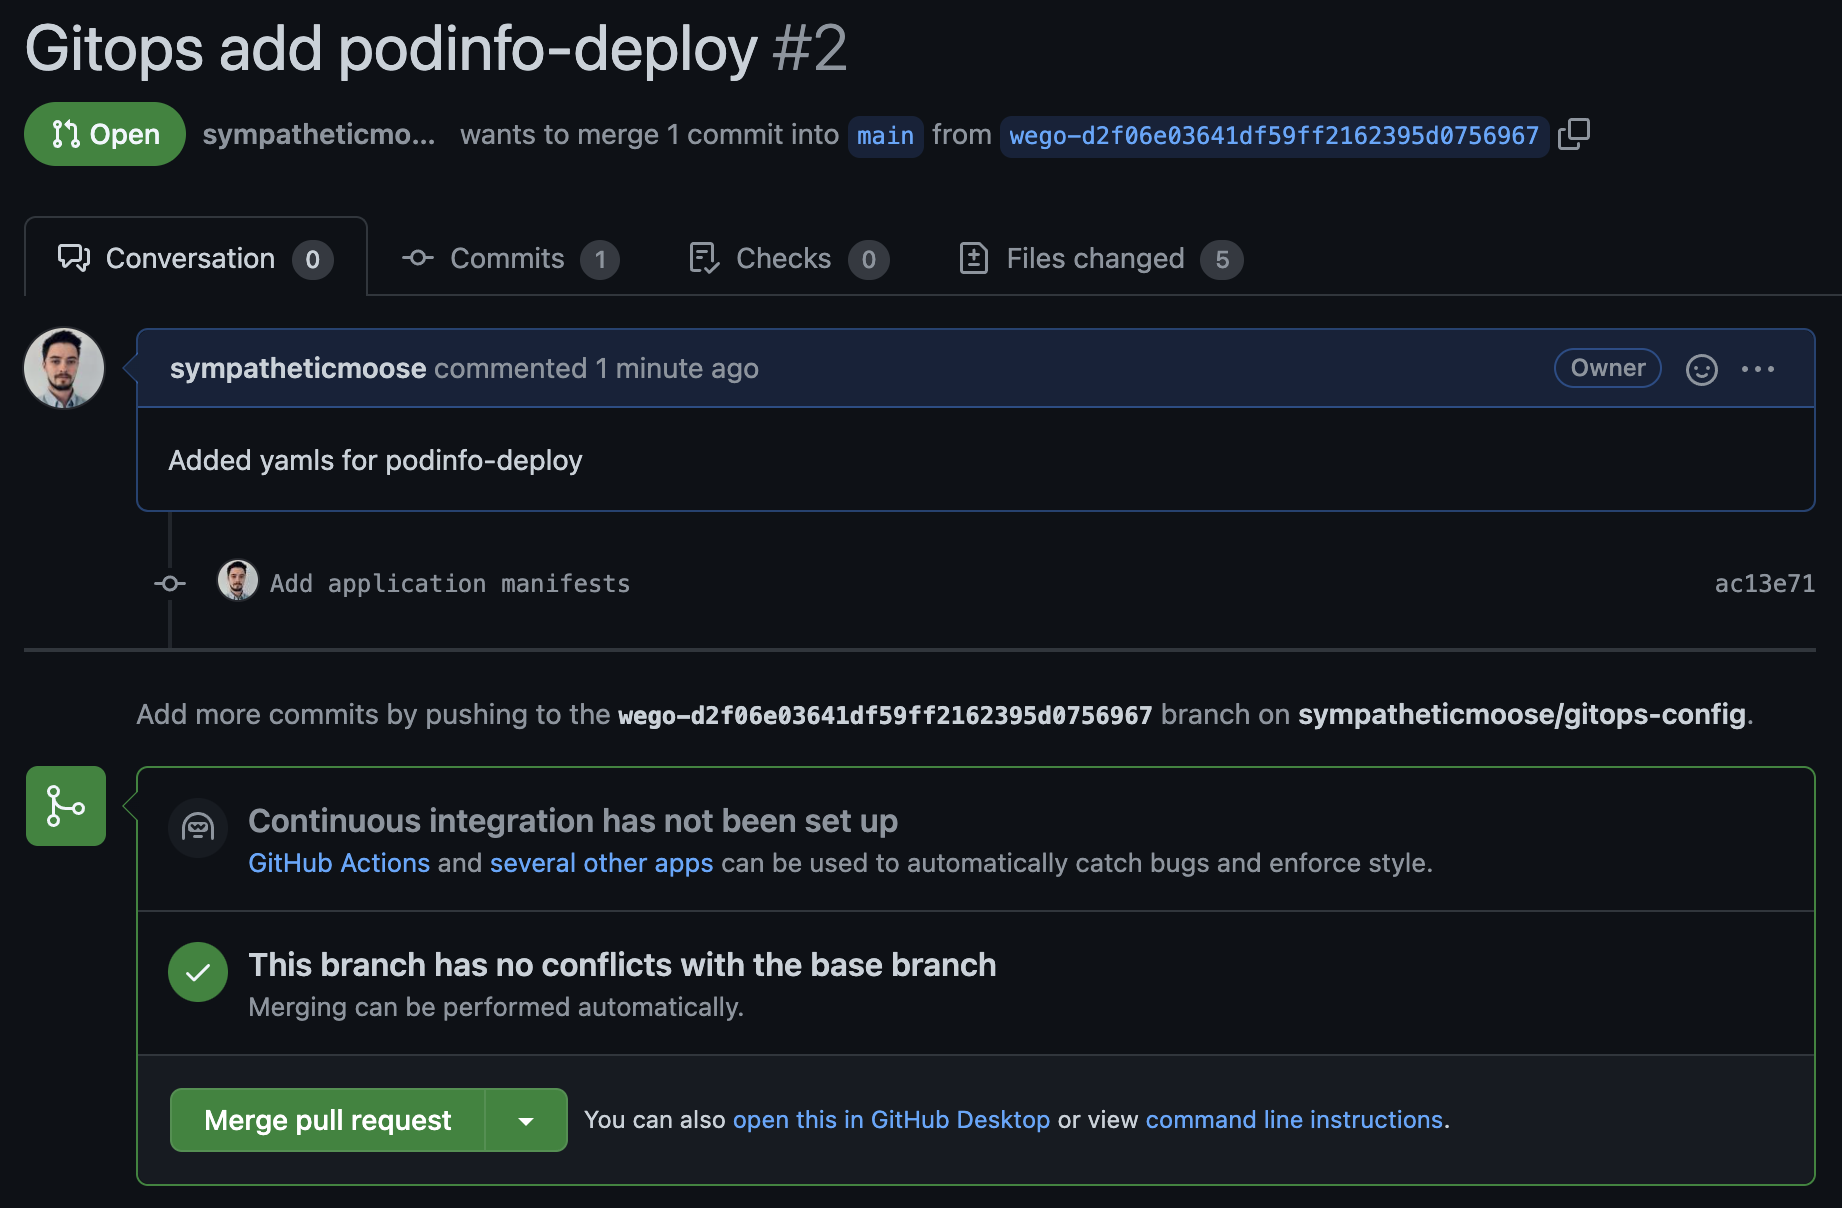 Gitops add podinfo-deploy #2
Open sympatheticmo... wants to merge 1 commit into main from wego-d2f06e03641df59ff2162395d0756967
Conversation 0 Commits 1 Checks 0 Files changed 5
sympatheticmoose commented 1 minute ago Owner
Added yamls for podinfo-deploy
Add application manifests ac13e71
Add more commits by pushing to the wego-d2f06e03641df59ff2162395d0756967 branch on sympatheticmoose/gitops-config.
Continuous integration has not been set up
GitHub Actions and several other apps can be used to automatically catch bugs and enforce style.
This branch has no conflicts with the base branch
Merging can be performed automatically.
Merge pull request You can also open this in GitHub Desktop or view command line instructions.